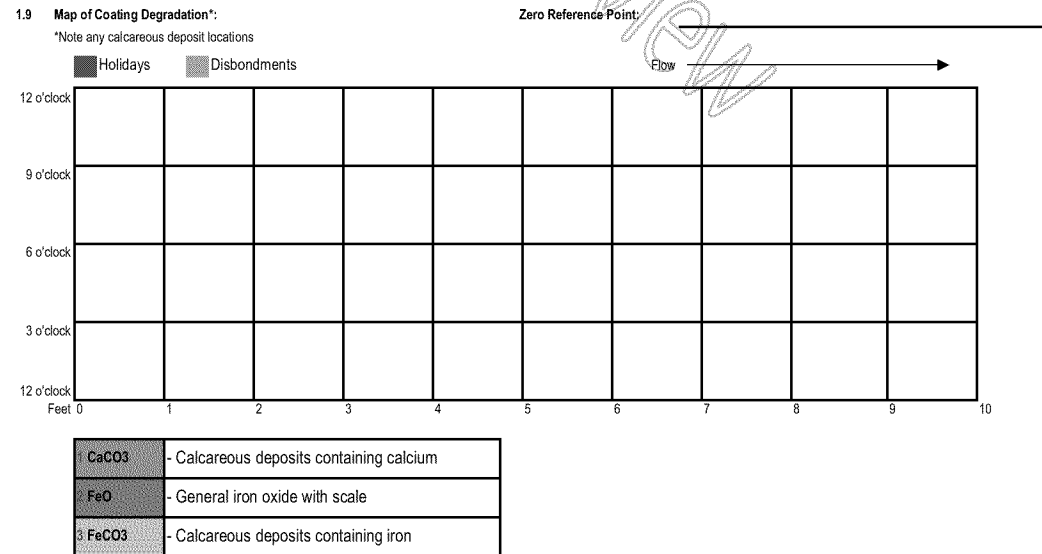 1.9 Map of Coating Degradation*: Zero Reference Point:
*Note any calcareous deposit locations
Holidays Disbondments Flow
12 o'clock
9 o'clock
6 o'clock
3 o'clock
12 o'clock
Feet 0 1 2 3 4 5 6 7 8 9 10
1 CaCO3 - Calcareous deposits containing calcium
2 FeO - General iron oxide with scale
3 FeCO3 - Calcareous deposits containing iron